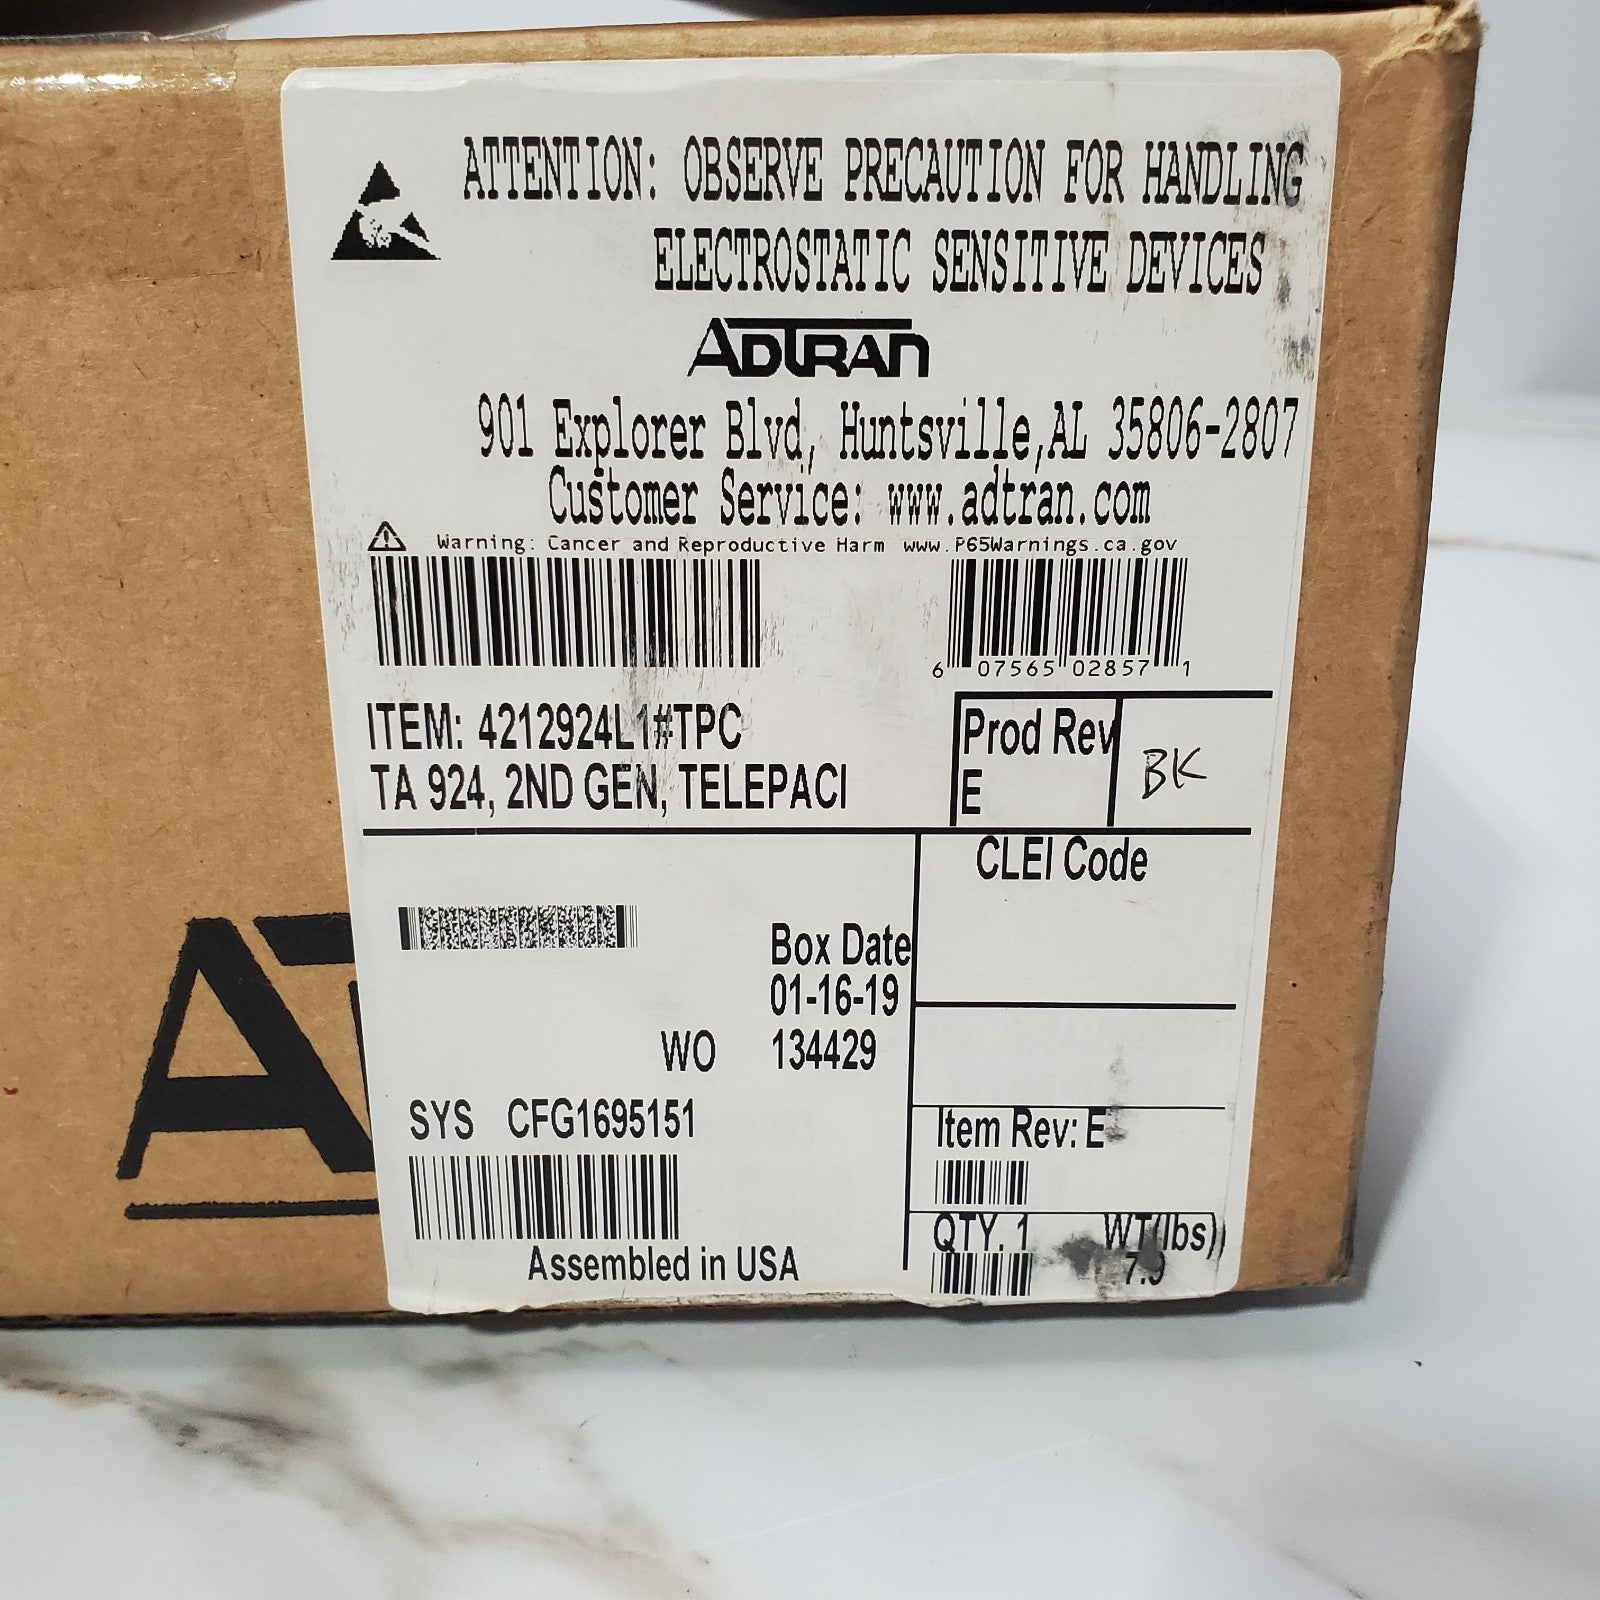 ATTENTION: OBSERVE PRECAUTION FOR HANDLING
ELECTROSTATIC SENSITIVE DEVICES
ADTRAN
901 Explorer Blvd, Huntsville,AL 35806-2807
Customer Service: www.adtran.com
Warning: Cancer and Reproductive Harm www.P65Warnings.ca.gov
6 07565 02857 1
ITEM: 4212924L1#TPC
TA 924, 2ND GEN, TELEPACI
Prod Rev
E
BK
CLEI Code
Box Date
01-16-19
WO 134429
SYS CFG1695151
Assembled in USA
Item Rev: E
QTY. 1 WT(lbs)
7.9